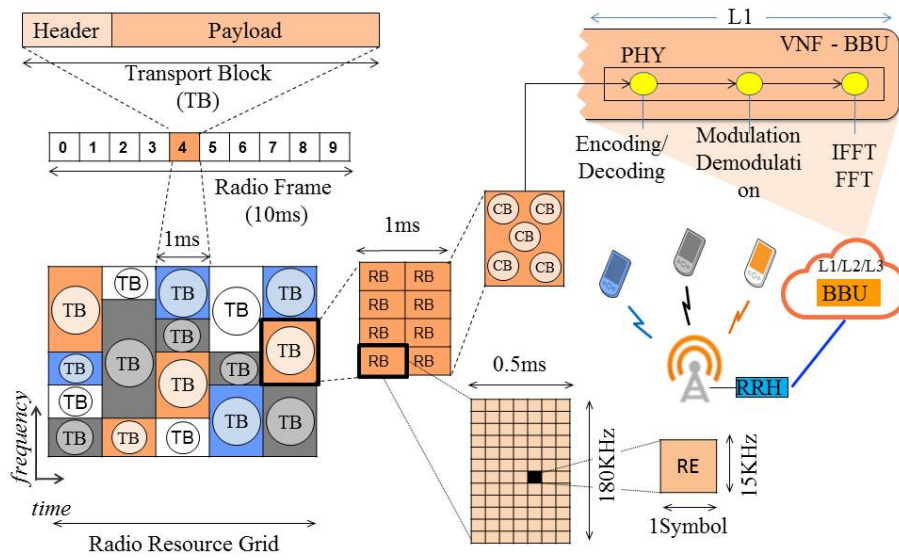 Header Payload
Transport Block
(TB)
0 1 2 3 4 5 6 7 8 9
Radio Frame
(10ms)
1ms
TB TB TB TB TB
TB TB TB TB TB
TB TB TB
TB TB TB TB
TB TB
frequency
time
Radio Resource Grid
1ms
RB RB
RB RB
RB RB
RB RB
CB CB
CB
CB CB
0.5ms
180KHz
RE
15KHz
1Symbol
L1
VNF - BBU
PHY
Encoding/
Decoding
Modulation
Demodulati
on
IFFT
FFT
L1/L2/L3
BBU
RRH